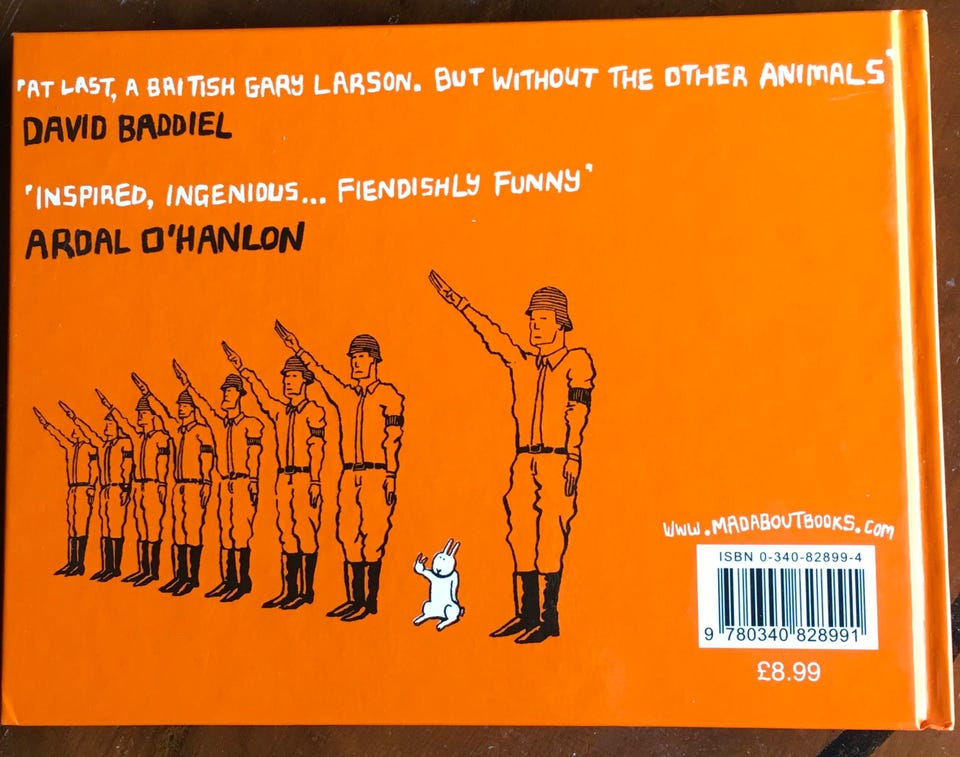 "AT LAST, A BRITISH GARY LARSON. BUT WITHOUT THE OTHER ANIMALS"
DAVID BADDIEL
"INSPIRED, INGENIOUS... FIENDISHLY FUNNY"
ARDAL O'HANLON
WWW.MADABOUTBOOKS.COM
ISBN 0-340-82899-4
9 780340 828991
£8.99